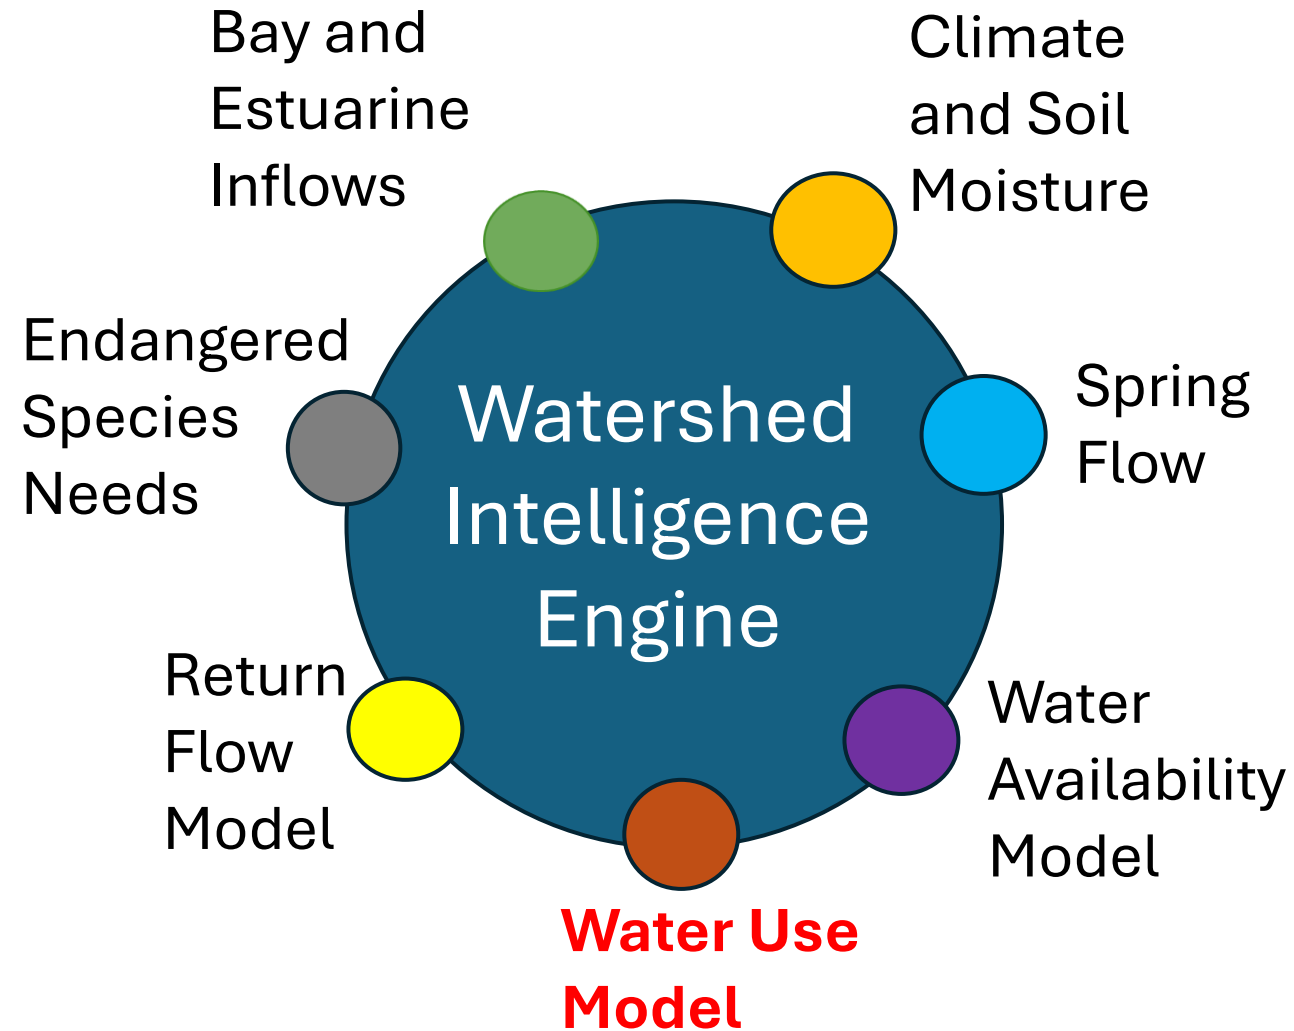 Bay and
Estuarine
Inflows
Climate
and Soil
Moisture
Endangered
Species
Needs
Watershed
Intelligence
Engine
Spring
Flow
Return
Flow
Model
Water
Availability
Model
Water Use
Model